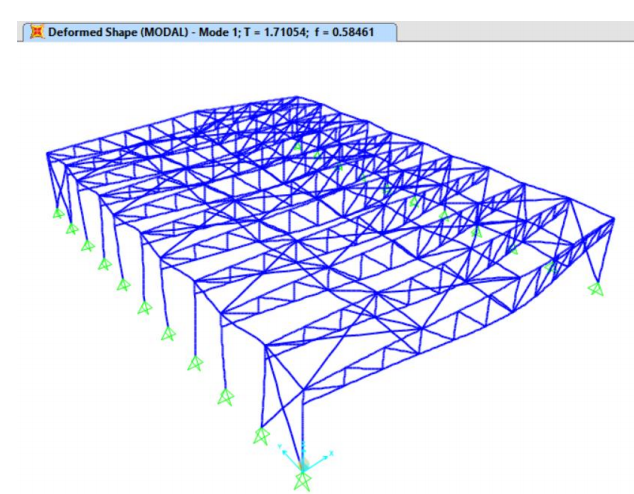 Deformed Shape (MODAL) - Mode 1; T = 1.71054; f = 0.58461